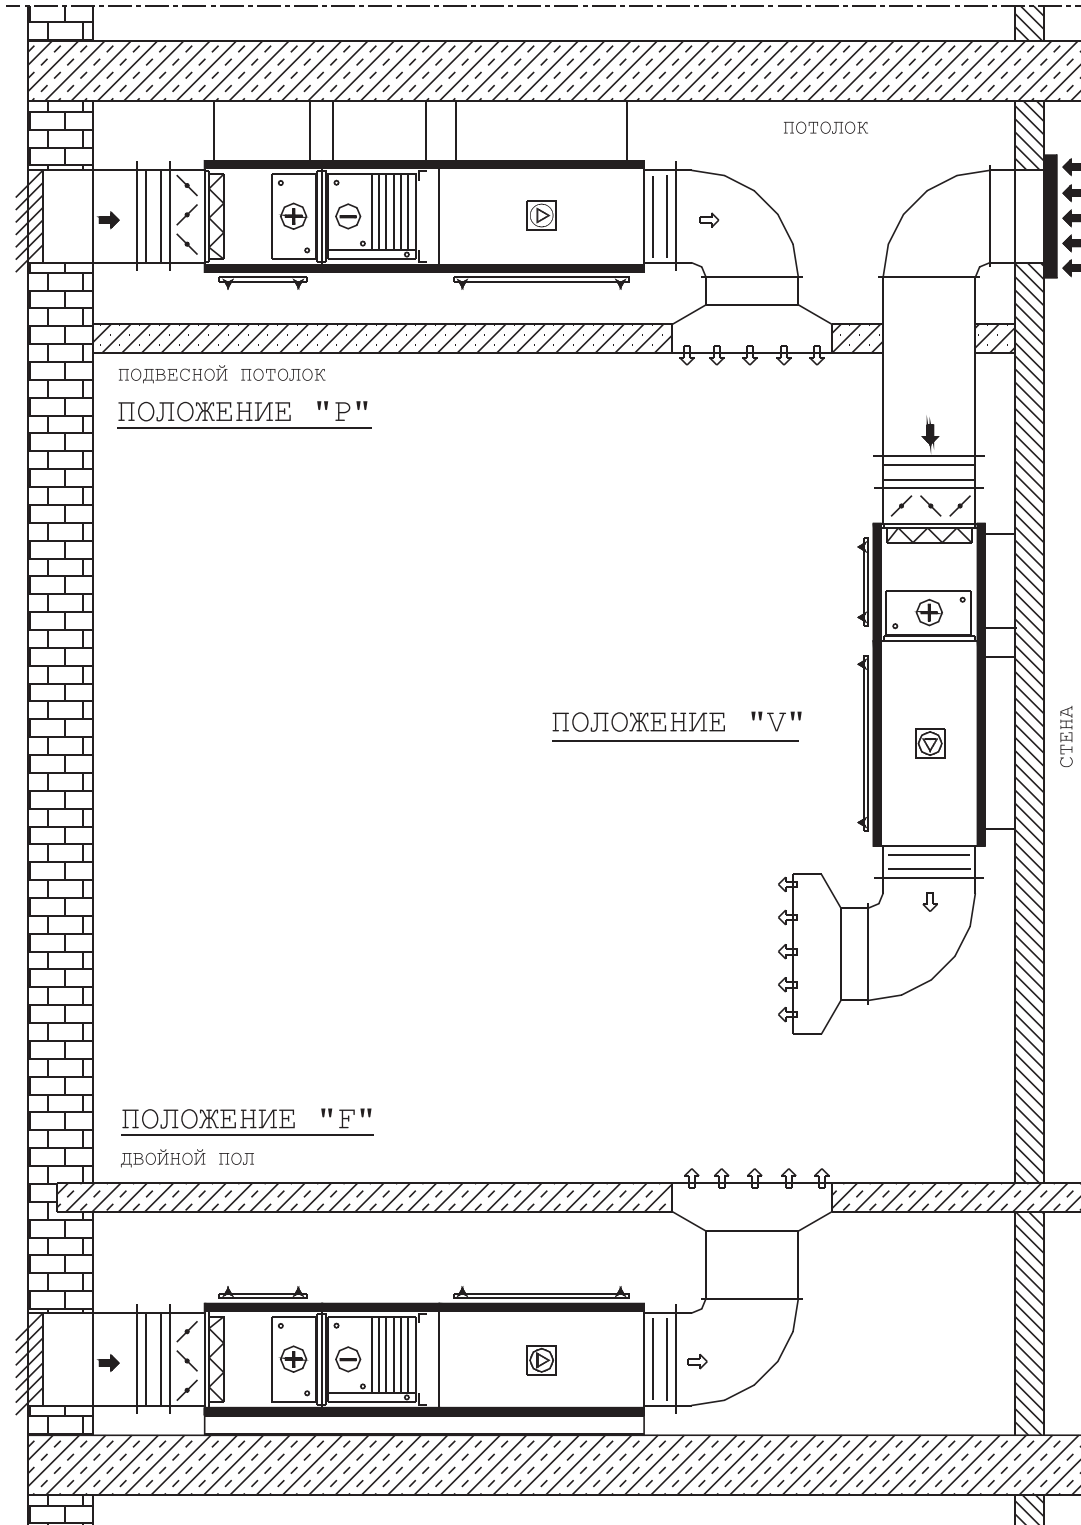 ПОТОЛОК
ПОДВЕСНОЙ ПОТОЛОК
ПОЛОЖЕНИЕ "P"
ПОЛОЖЕНИЕ "V"
СТЕНА
ПОЛОЖЕНИЕ "F"
ДВОЙНОЙ ПОЛ